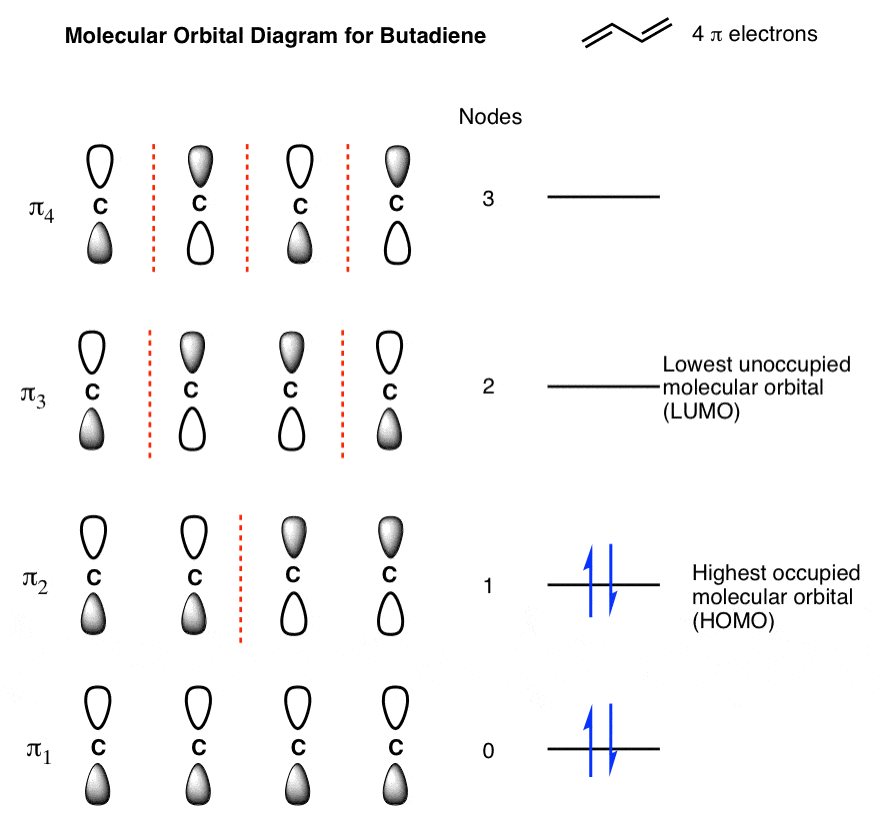 Molecular Orbital Diagram for Butadiene
4 π electrons
Nodes
π4
C C C C
3
π3
C C C C
2
Lowest unoccupied
molecular orbital
(LUMO)
π2
C C C C
1
Highest occupied
molecular orbital
(HOMO)
π1
C C C C
0